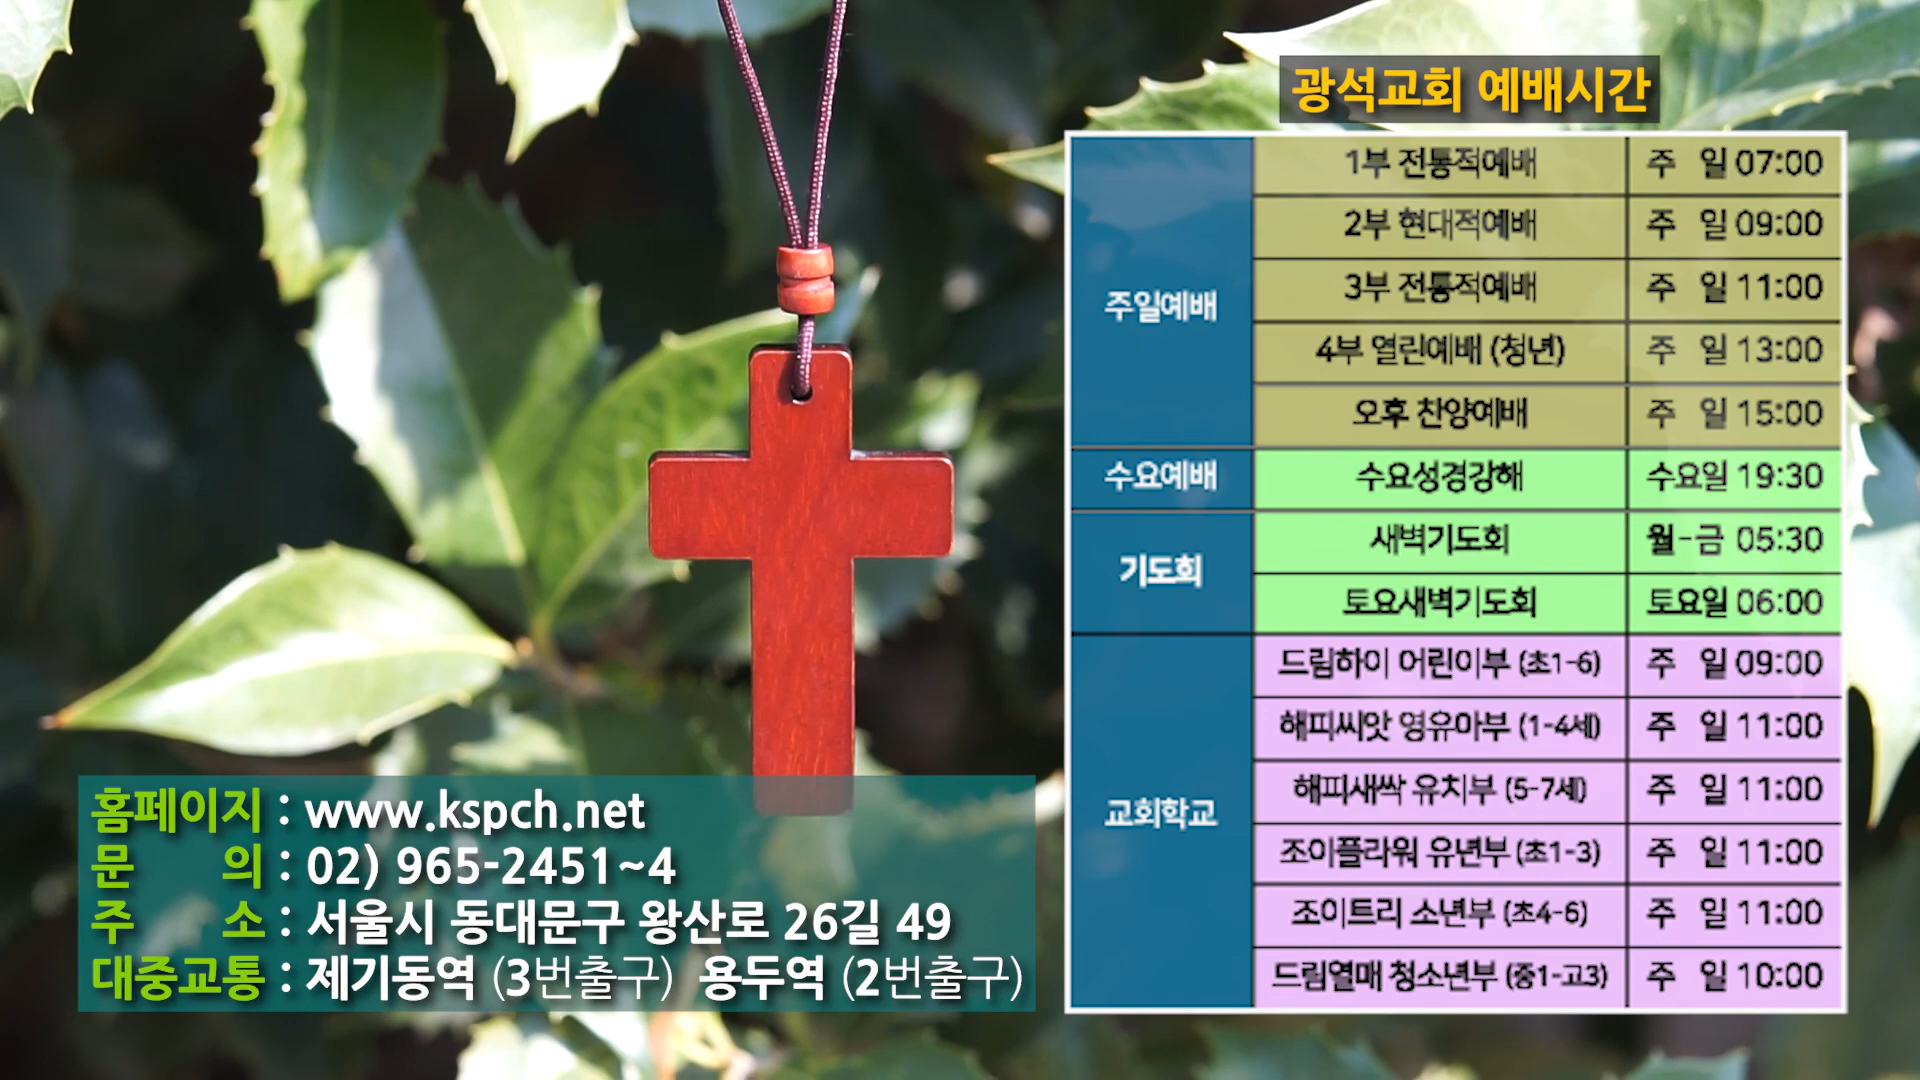 광석교회 예배시간
주일예배
1부 전통적예배 주 일 07:00
2부 현대적예배 주 일 09:00
3부 전통적예배 주 일 11:00
4부 열린예배 (청년) 주 일 13:00
오후 찬양예배 주 일 15:00
수요예배 수요성경강해 수요일 19:30
기도회
새벽기도회 월-금 05:30
토요새벽기도회 토요일 06:00
교회학교
드림하이 어린이부 (초1-6) 주 일 09:00
해피씨앗 영유아부 (1-4세) 주 일 11:00
해피새싹 유치부 (5-7세) 주 일 11:00
조이플라워 유년부 (초1-3) 주 일 11:00
조이트리 소년부 (초4-6) 주 일 11:00
드림열매 청소년부 (중1-고3) 주 일 10:00
홈페이지 : www.kspch.net
문 의 : 02) 965-2451~4
주 소 : 서울시 동대문구 왕산로 26길 49
대중교통 : 제기동역 (3번출구) 용두역 (2번출구)